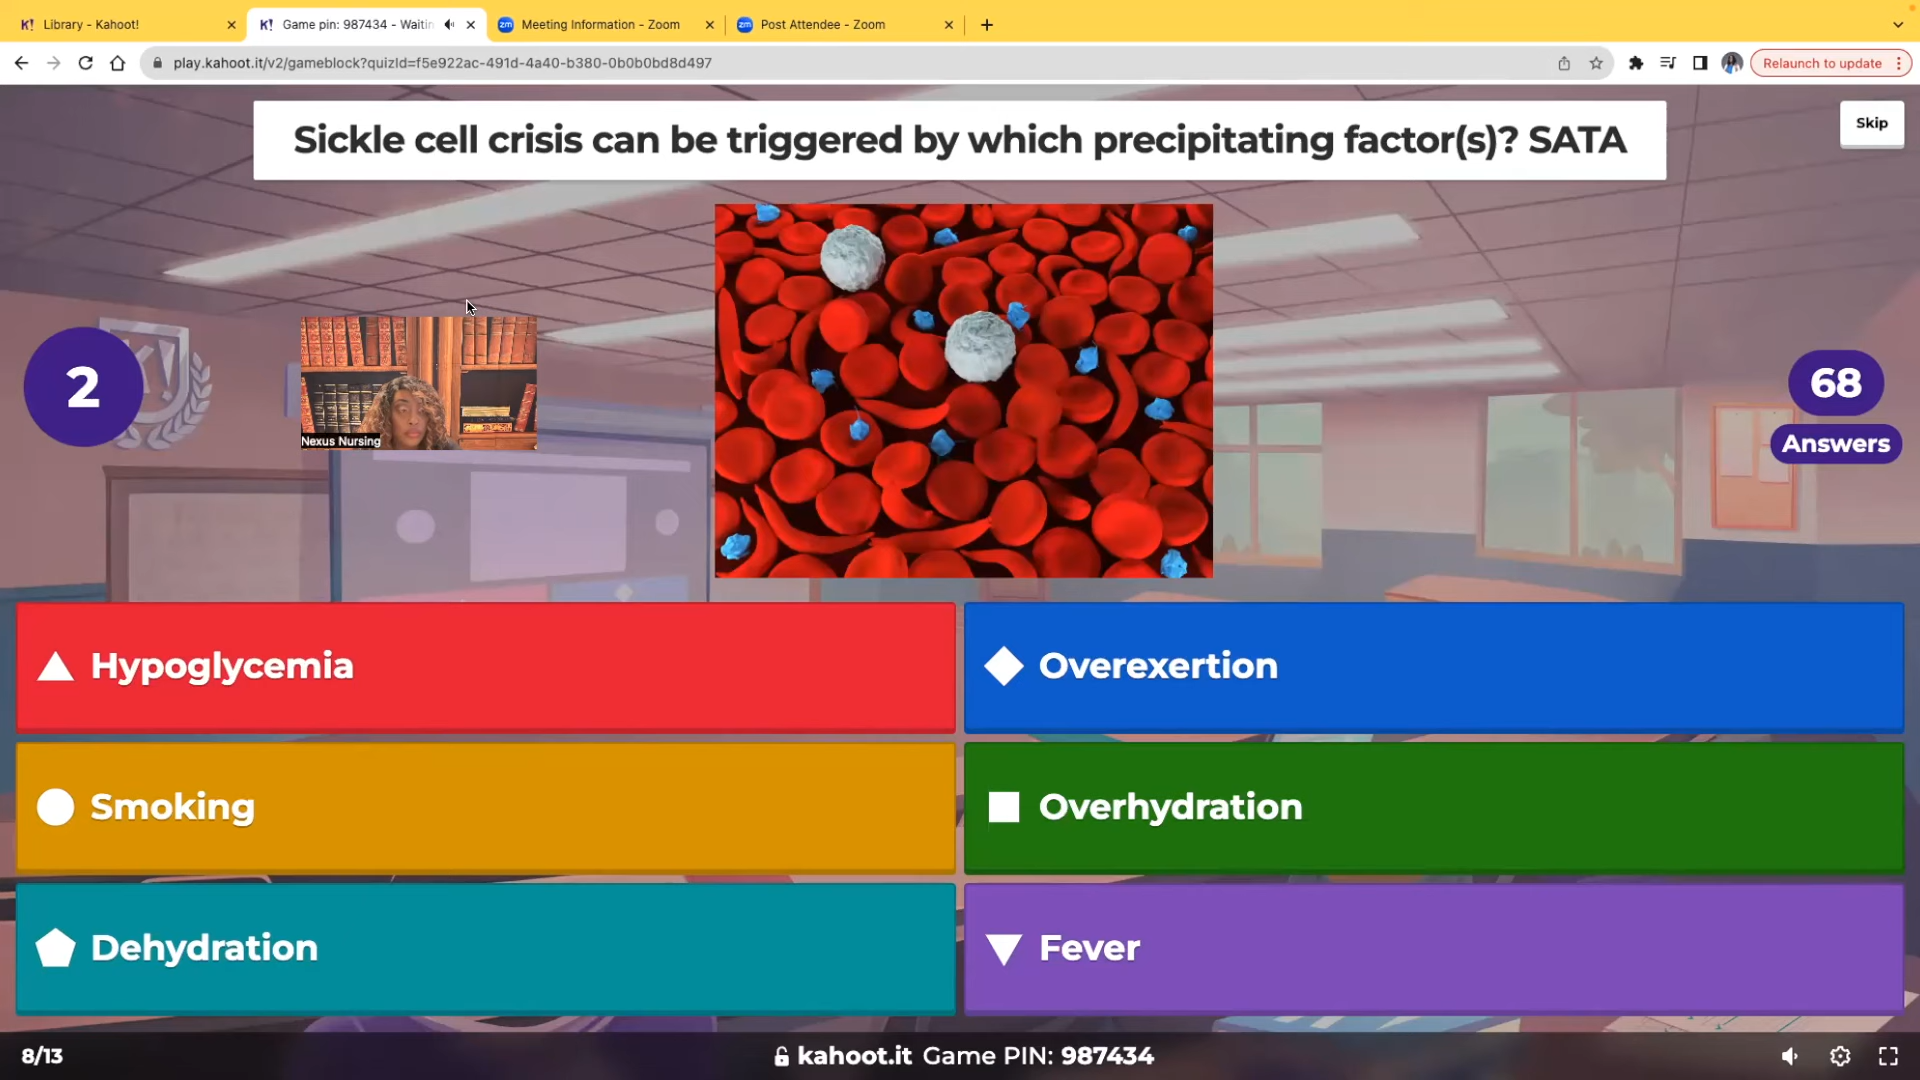 Library - Kahoot!
Game pin: 987434 - Waitin
Meeting Information - Zoom
Post Attendee - Zoom
play.kahoot.it/v2/gameblock?quizId=f5e922ac-491d-4a40-b380-0b0b0bd8d497
Relaunch to update
Sickle cell crisis can be triggered by which precipitating factor(s)? SATA
Skip
2
Nexus Nursing
68
Answers
Hypoglycemia
Overexertion
Smoking
Overhydration
Dehydration
Fever
8/13
kahoot.it Game PIN: 987434